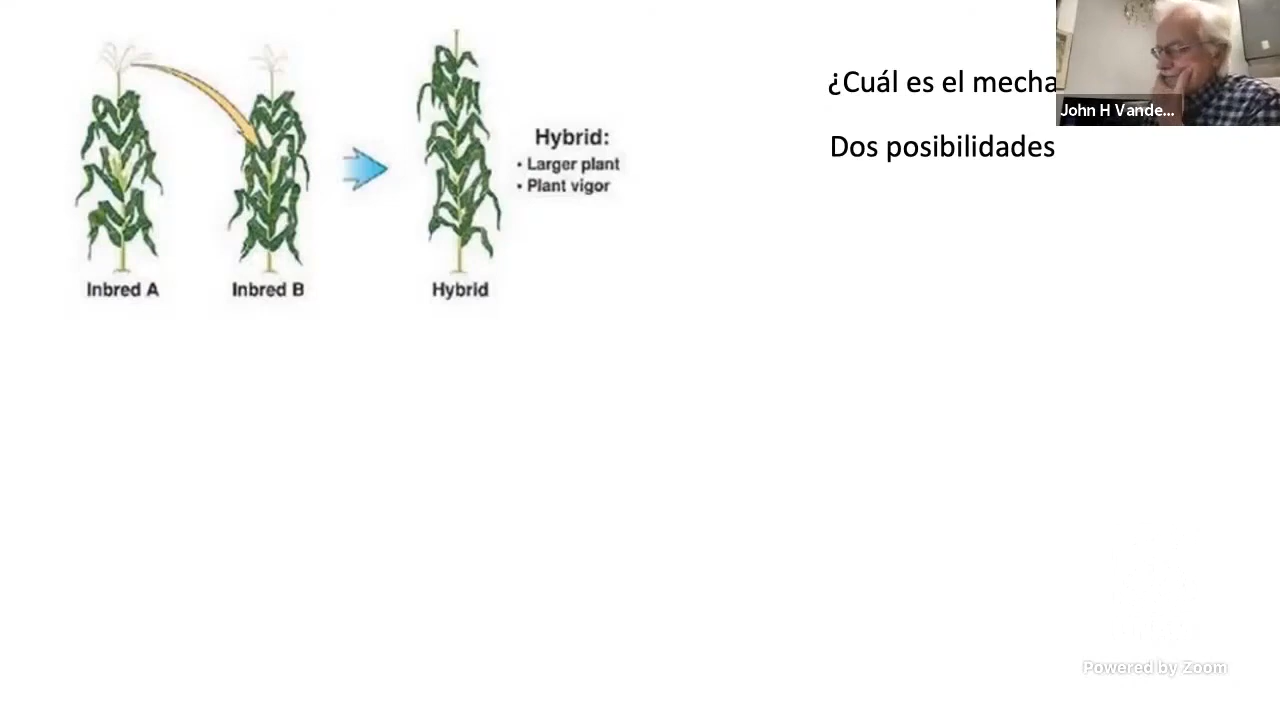 ¿Cuál es el mecha
John H Vande...
Dos posibilidades
Hybrid:
• Larger plant
• Plant vigor
Inbred A
Inbred B
Hybrid
Powered by Zoom